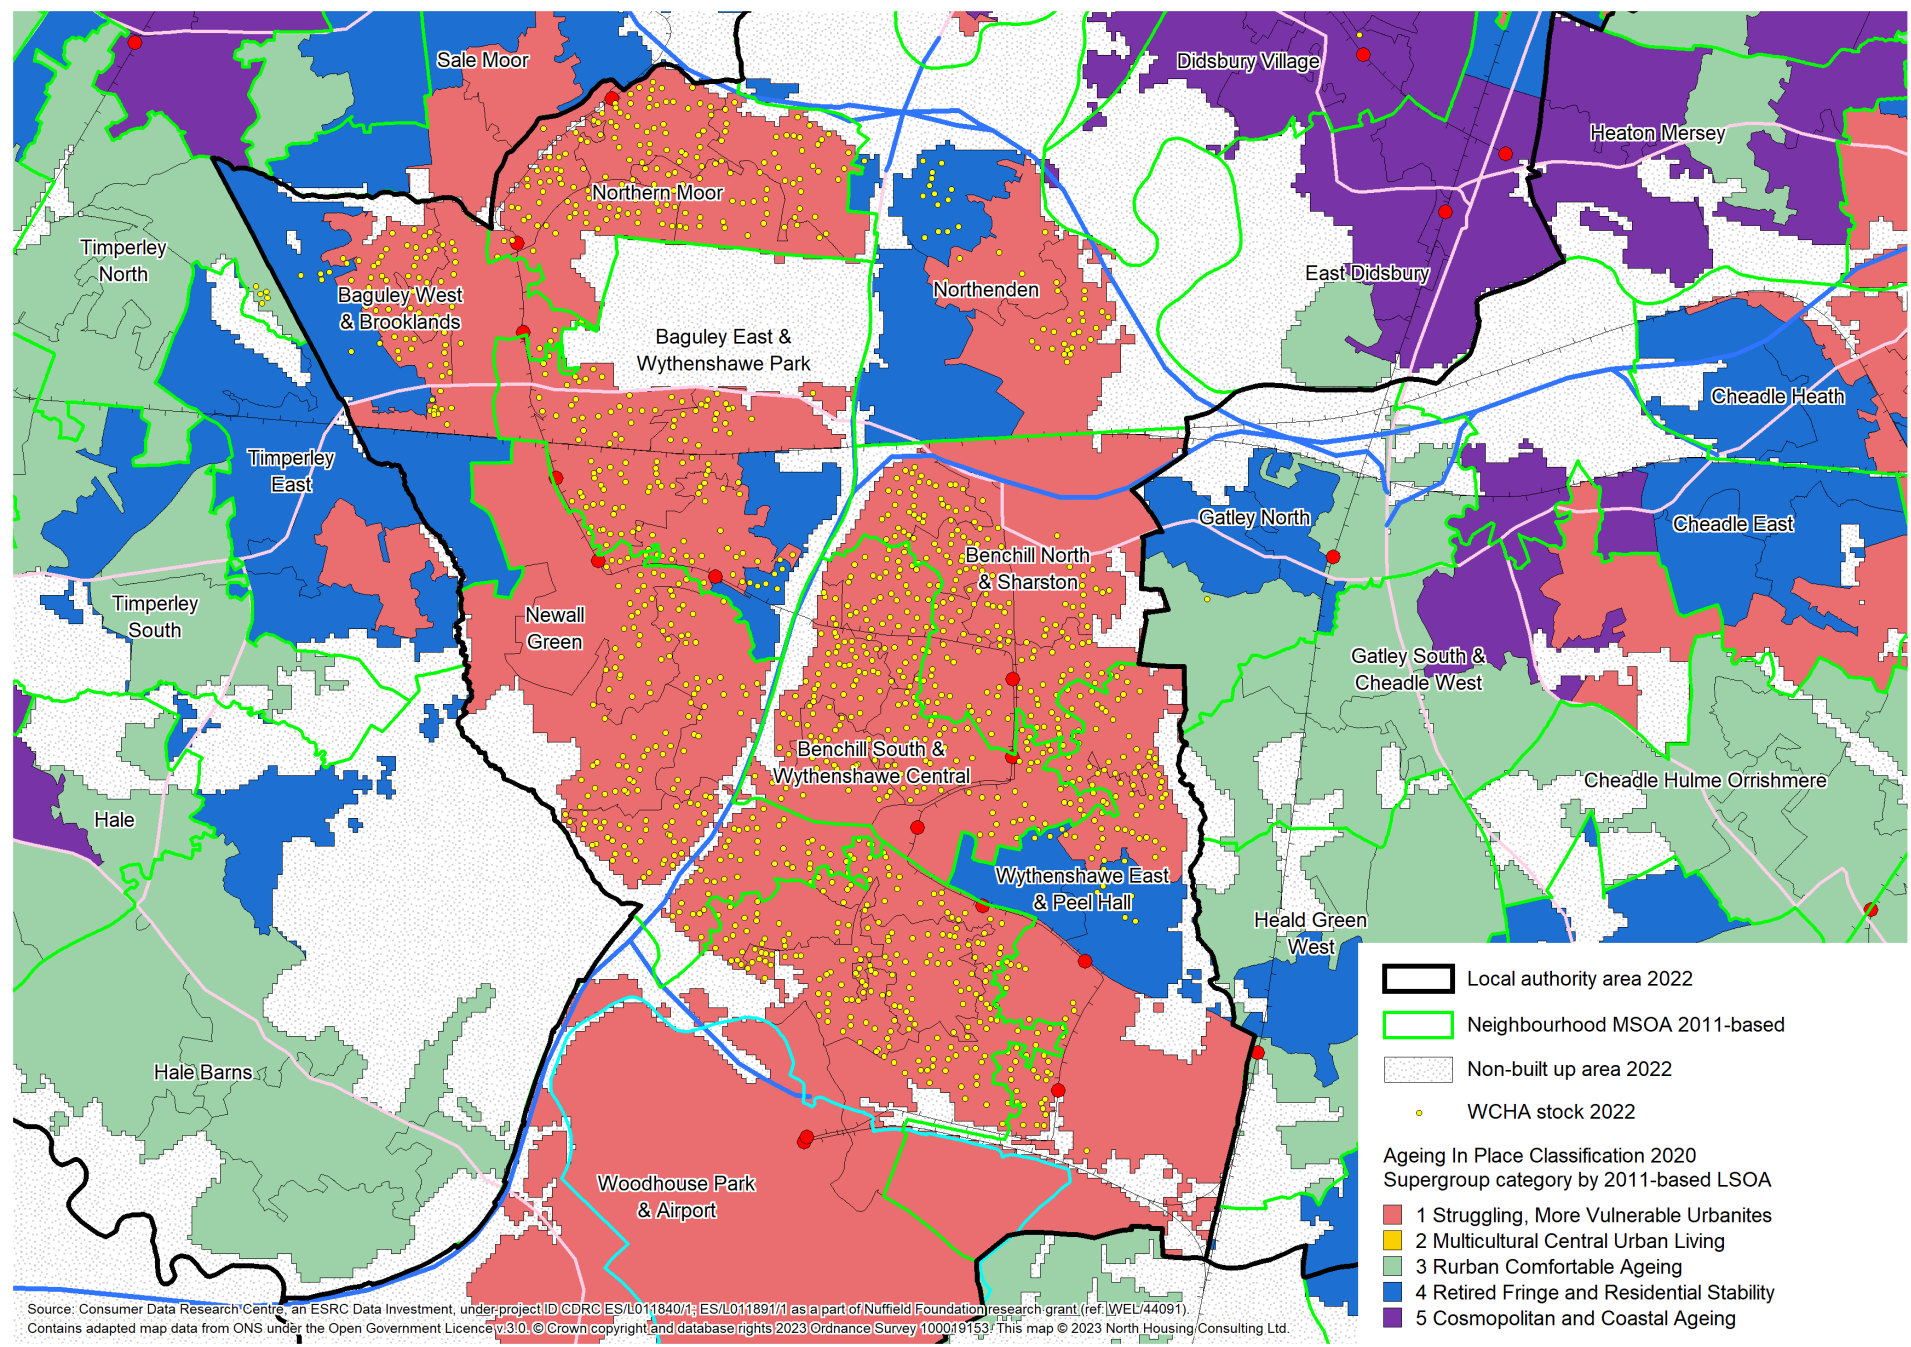 Sale Moor
Didsbury Village
Heaton Mersey
Northern Moor
Timperley
North
East Didsbury
Baguley West
& Brooklands
Northenden
Baguley East &
Wythenshawe Park
Cheadle Heath
Timperley
East
Gatley North
Cheadle East
Benchill North
& Sharston
Timperley
South
Newall
Green
Gatley South &
Cheadle West
Benchill South &
Wythenshawe Central
Cheadle Hulme Orrishmere
Hale
Wythenshawe East
& Peel Hall
Heald Green
West
Hale Barns
Woodhouse Park
& Airport
Local authority area 2022
Neighbourhood MSOA 2011-based
Non-built up area 2022
WCHA stock 2022
Ageing In Place Classification 2020
Supergroup category by 2011-based LSOA
1 Struggling, More Vulnerable Urbanites
2 Multicultural Central Urban Living
3 Rurban Comfortable Ageing
4 Retired Fringe and Residential Stability
5 Cosmopolitan and Coastal Ageing
Source: Consumer Data Research Centre, an ESRC Data Investment, under project ID CDRC ES/L011840/1; ES/L011891/1 as a part of Nuffield Foundation research grant (ref: WEL/44091).
Contains adapted map data from ONS under the Open Government Licence v.3.0. © Crown copyright and database rights 2023 Ordnance Survey 100019153. This map © 2023 North Housing Consulting Ltd.